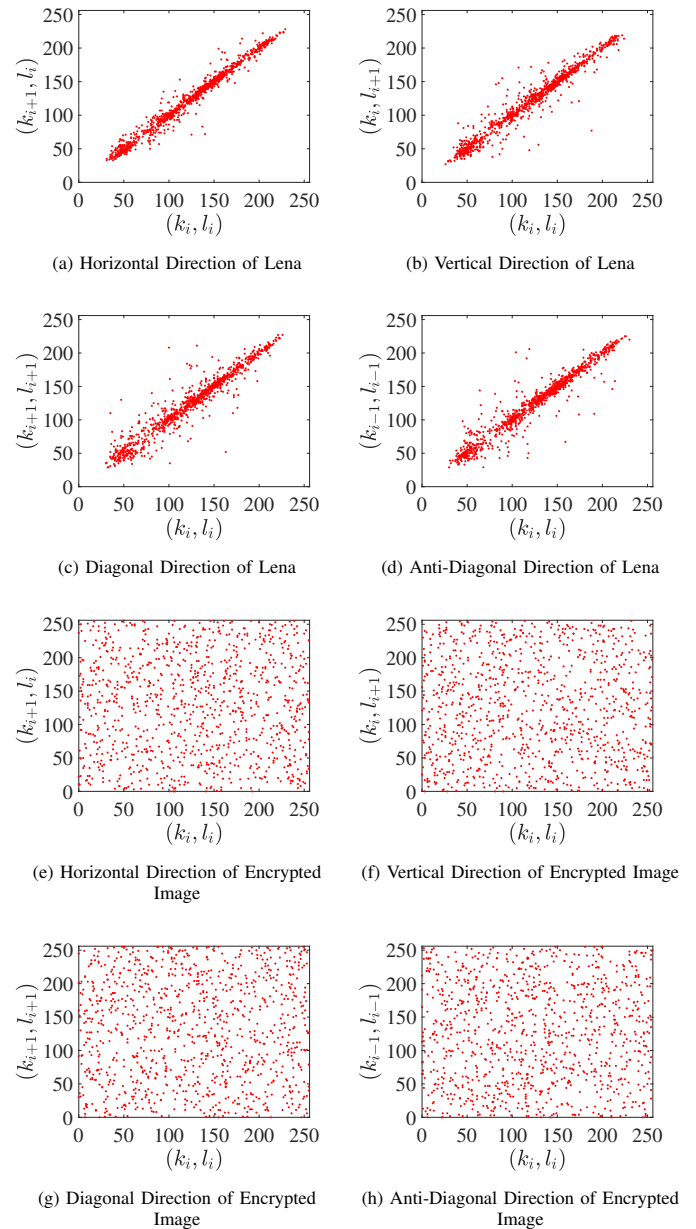 250
200
150
100
50
0
(k_{i+1}, l_i)
0 50 100 150 200 250
(k_i, l_i)
(a) Horizontal Direction of Lena
250
200
150
100
50
0
(k_i, l_{i+1})
0 50 100 150 200 250
(k_i, l_i)
(b) Vertical Direction of Lena
250
200
150
100
50
0
(k_{i+1}, l_{i+1})
0 50 100 150 200 250
(k_i, l_i)
(c) Diagonal Direction of Lena
250
200
150
100
50
0
(k_{i-1}, l_{i-1})
0 50 100 150 200 250
(k_i, l_i)
(d) Anti-Diagonal Direction of Lena
250
200
150
100
50
0
(k_{i+1}, l_i)
0 50 100 150 200 250
(k_i, l_i)
(e) Horizontal Direction of Encrypted
Image
250
200
150
100
50
0
(k_i, l_{i+1})
0 50 100 150 200 250
(k_i, l_i)
(f) Vertical Direction of Encrypted Image
250
200
150
100
50
0
(k_{i+1}, l_{i+1})
0 50 100 150 200 250
(k_i, l_i)
(g) Diagonal Direction of Encrypted
Image
250
200
150
100
50
0
(k_{i-1}, l_{i-1})
0 50 100 150 200 250
(k_i, l_i)
(h) Anti-Diagonal Direction of Encrypted
Image